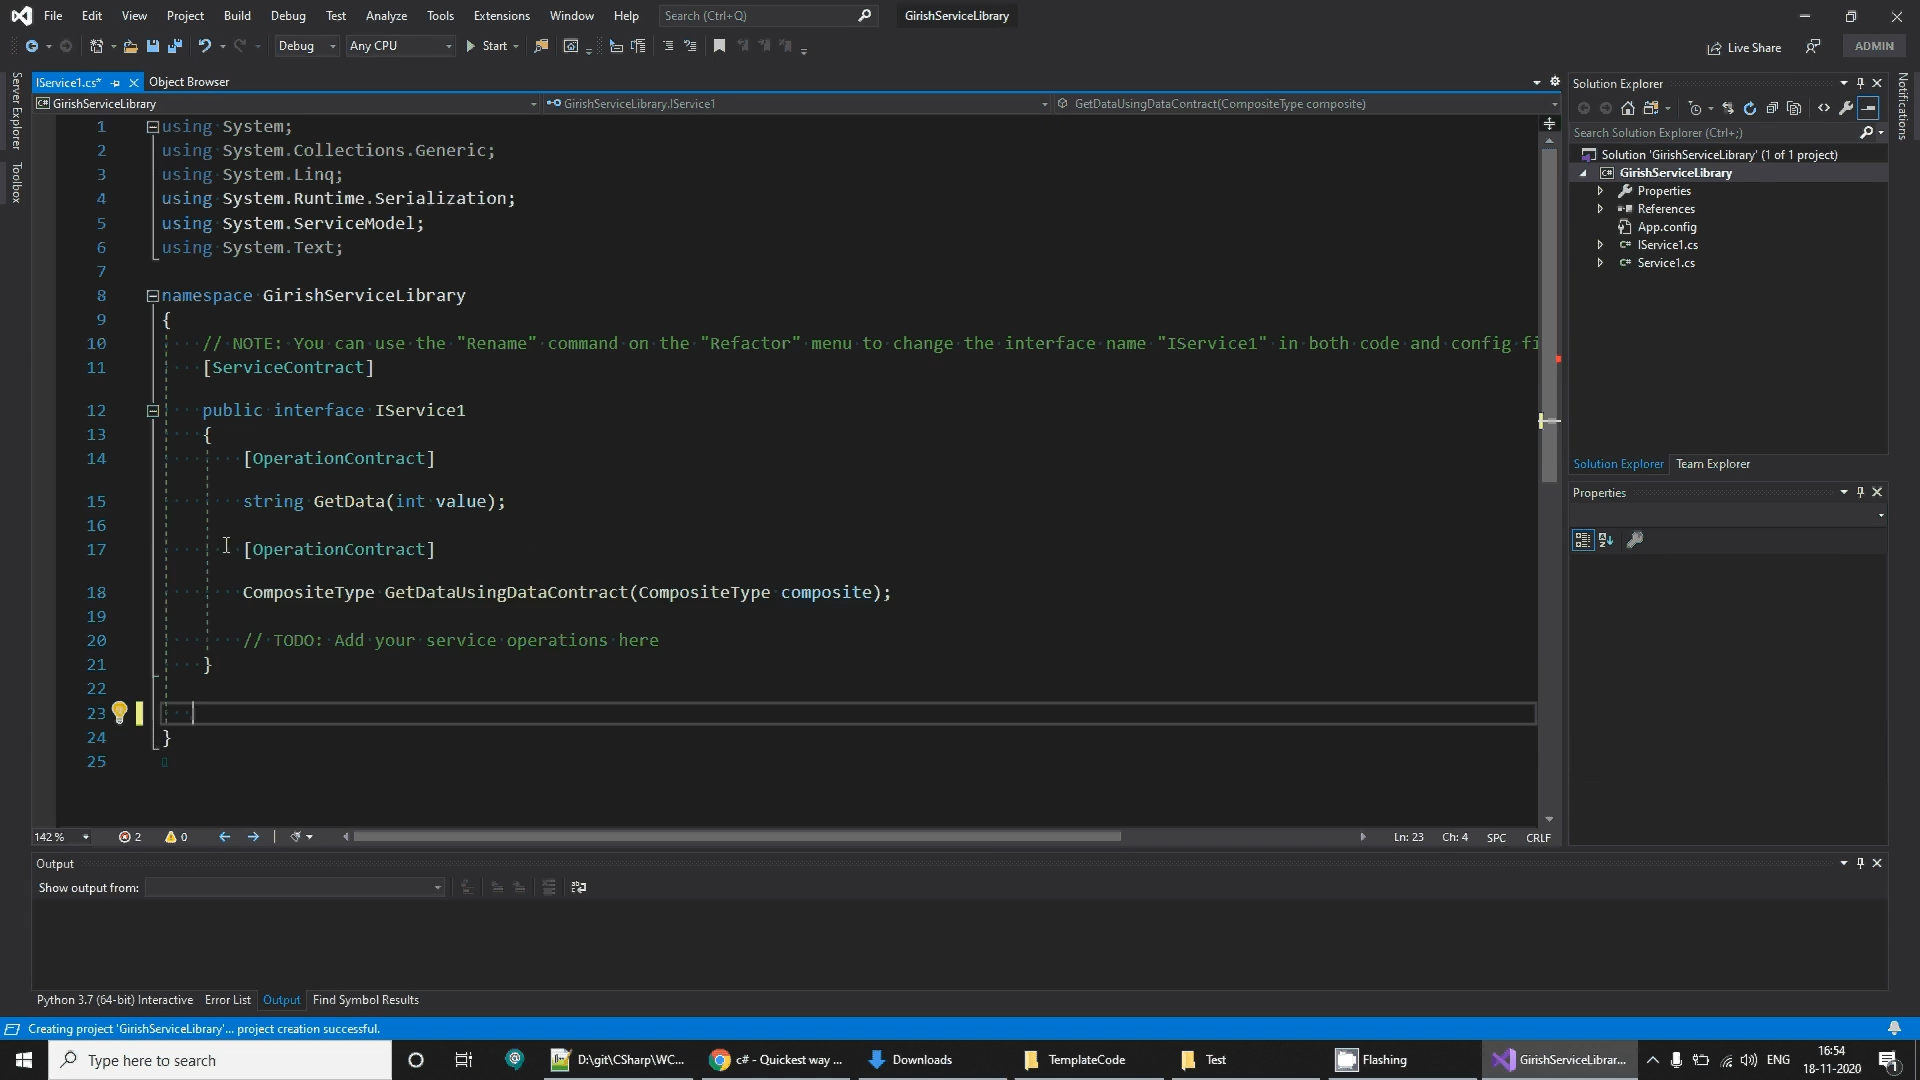 File Edit View Project Build Debug Test Analyze Tools Extensions Window Help Search (Ctrl+Q) GirishServiceLibrary
Debug Any CPU Start Live Share ADMIN
Server Explorer
Toolbox
Notifications
IService1.cs* Object Browser
GirishServiceLibrary GirishServiceLibrary.IService1 GetDataUsingDataContract(CompositeType composite)
1 using System;
2 using System.Collections.Generic;
3 using System.Linq;
4 using System.Runtime.Serialization;
5 using System.ServiceModel;
6 using System.Text;
7
8 namespace GirishServiceLibrary
9 {
10 // NOTE: You can use the "Rename" command on the "Refactor" menu to change the interface name "IService1" in both code and config fi
11 [ServiceContract]
12 public interface IService1
13 {
14 [OperationContract]
15 string GetData(int value);
16
17 [OperationContract]
18 CompositeType GetDataUsingDataContract(CompositeType composite);
19
20 // TODO: Add your service operations here
21 }
22
23
24 }
25
142 % 2 0 Ln: 23 Ch: 4 SPC CRLF
Solution Explorer
Search Solution Explorer (Ctrl+;)
Solution 'GirishServiceLibrary' (1 of 1 project)
C# GirishServiceLibrary
Properties
References
App.config
C# IService1.cs
C# Service1.cs
Solution Explorer Team Explorer
Properties
Output
Show output from:
Python 3.7 (64-bit) Interactive Error List Output Find Symbol Results
Creating project 'GirishServiceLibrary'... project creation successful.
Type here to search D:\git\CSharp\WC... c# - Quickest way ... Downloads TemplateCode Test Flashing GirishServiceLibrar... ENG 16:54
18-11-2020 1